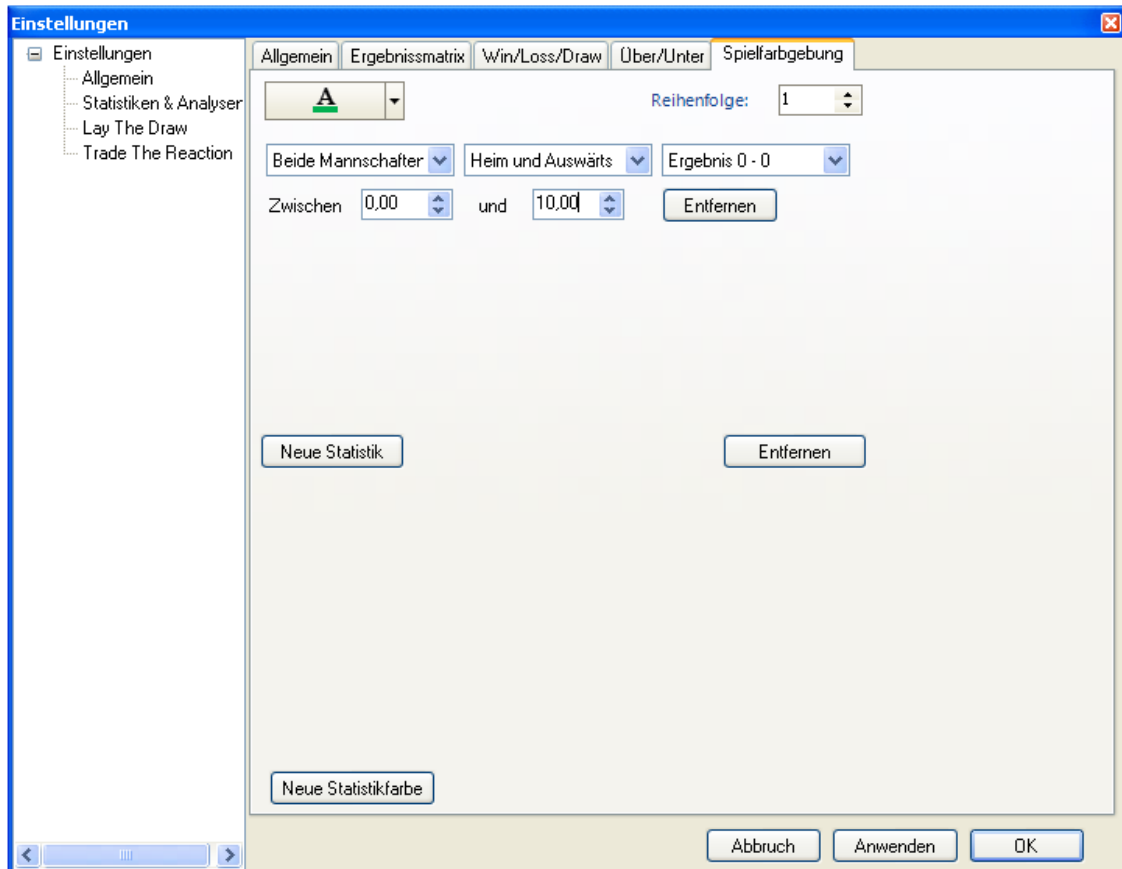 Einstellungen
Einstellungen
Allgemein
Statistiken & Analyser
Lay The Draw
Trade The Reaction
Allgemein Ergebnissmatrix Win/Loss/Draw Über/Unter Spielfarbgebung
A Reihenfolge: 1
Beide Mannschafter Heim und Auswärts Ergebnis 0 - 0
Zwischen 0,00 und 10,00 Entfernen
Neue Statistik Entfernen
Neue Statistikfarbe
Abbruch Anwenden OK